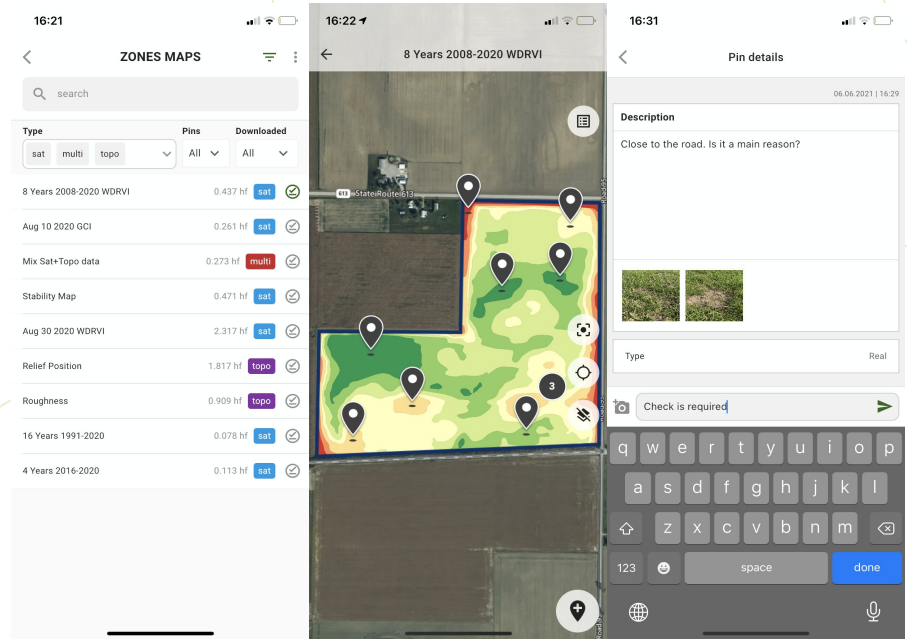 16:21
ZONES MAPS
search
Type Pins Downloaded
sat multi topo All All
8 Years 2008-2020 WDRVI 0.437 hf sat
Aug 10 2020 GCI 0.261 hf sat
Mix Sat+Topo data 0.273 hf multi
Stability Map 0.471 hf sat
Aug 30 2020 WDRVI 2.317 hf sat
Relief Position 1.817 hf topo
Roughness 0.909 hf topo
16 Years 1991-2020 0.078 hf sat
4 Years 2016-2020 0.113 hf sat
16:22
8 Years 2008-2020 WDRVI
613 State Route 613
3
16:31
Pin details
06.06.2021 | 16:29
Description
Close to the road. Is it a main reason?
Type Real
Check is required
q w e r t y u i o p
a s d f g h j k l
z x c v b n m
123 space done